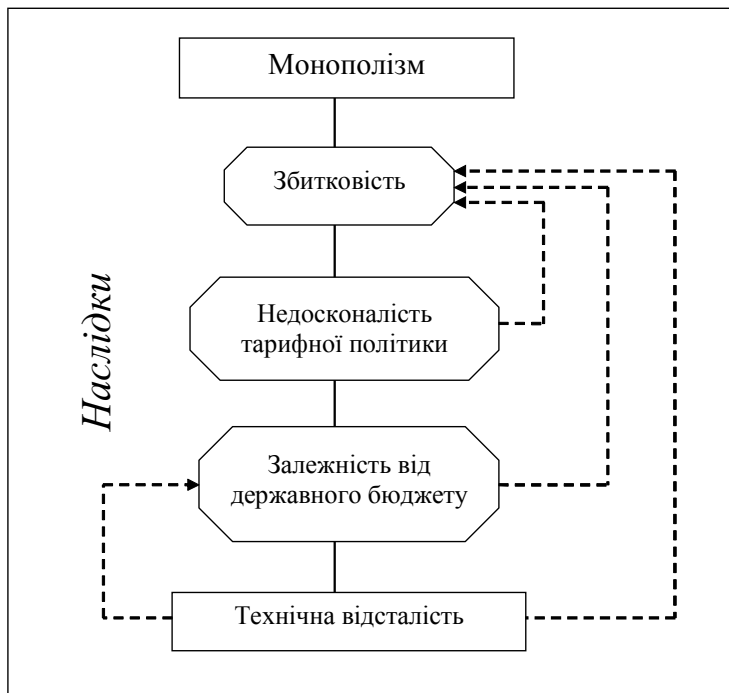 Монополізм
Збитковість
Недосконалість
тарифної політики
Наслідки
Залежність від
державного бюджету
Технічна відсталість